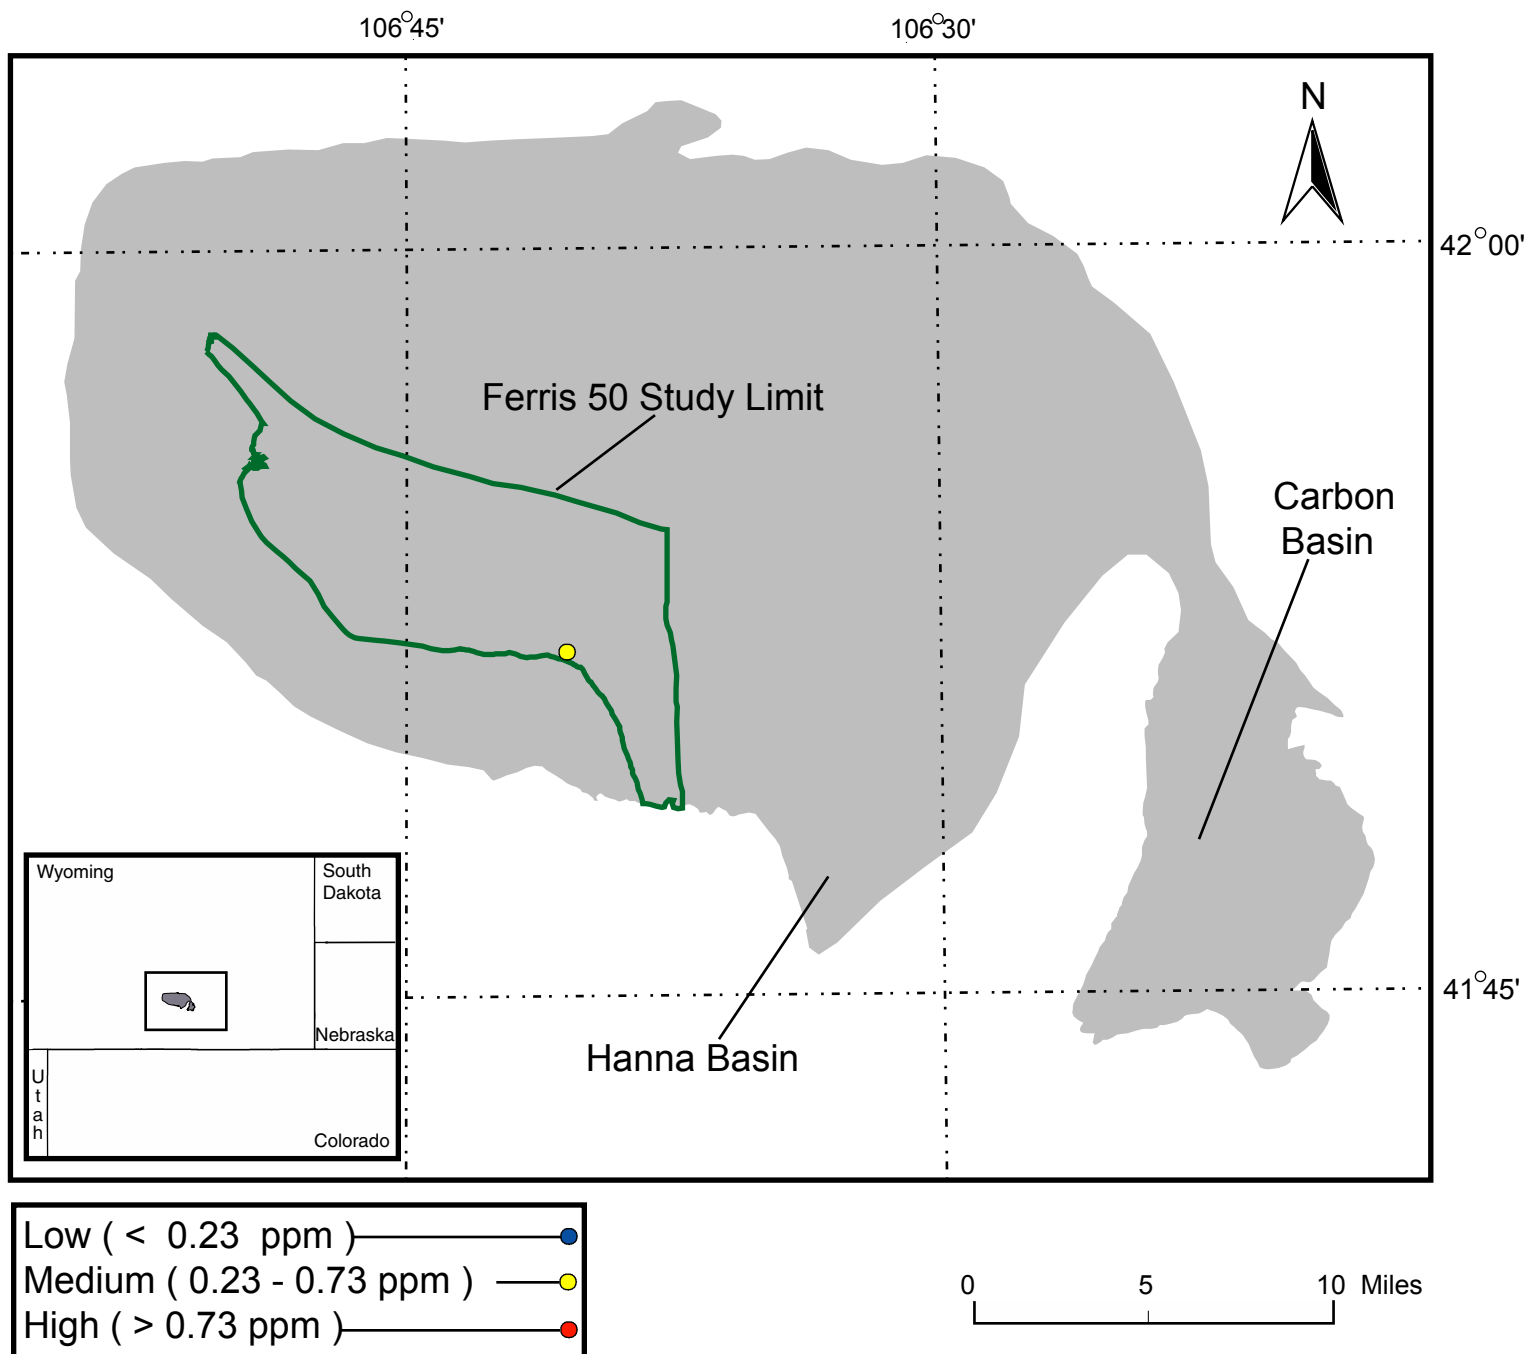 106°45'
106°30'
N
42°00'
Ferris 50 Study Limit
Carbon
Basin
Wyoming
South
Dakota
41°45'
Nebraska
Hanna Basin
Utah
Colorado
Low ( < 0.23 ppm )
Medium ( 0.23 - 0.73 ppm )
High ( > 0.73 ppm )
0 5 10 Miles